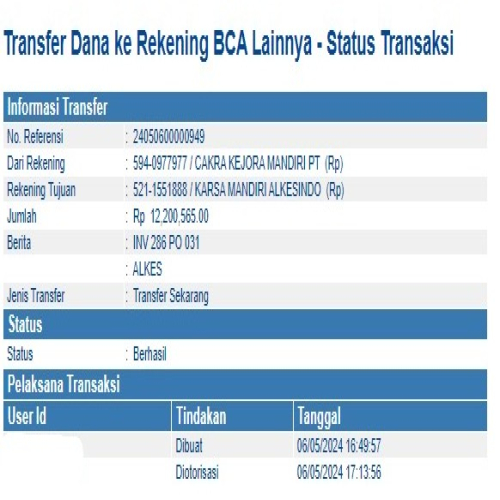 Transfer Dana ke Rekening BCA Lainnya - Status Transaksi
Informasi Transfer
No. Referensi : 24050600000949
Dari Rekening : 594-0977977 / CAKRA KEJORA MANDIRI PT (Rp)
Rekening Tujuan : 521-1551888 / KARSA MANDIRI ALKESINDO (Rp)
Jumlah : Rp 12,200,565.00
Berita : INV 286 PO 031
: ALKES
Jenis Transfer : Transfer Sekarang
Status
Status : Berhasil
Pelaksana Transaksi
User Id Tindakan Tanggal
Dibuat 06/05/2024 16:49:57
Diotorisasi 06/05/2024 17:13:56